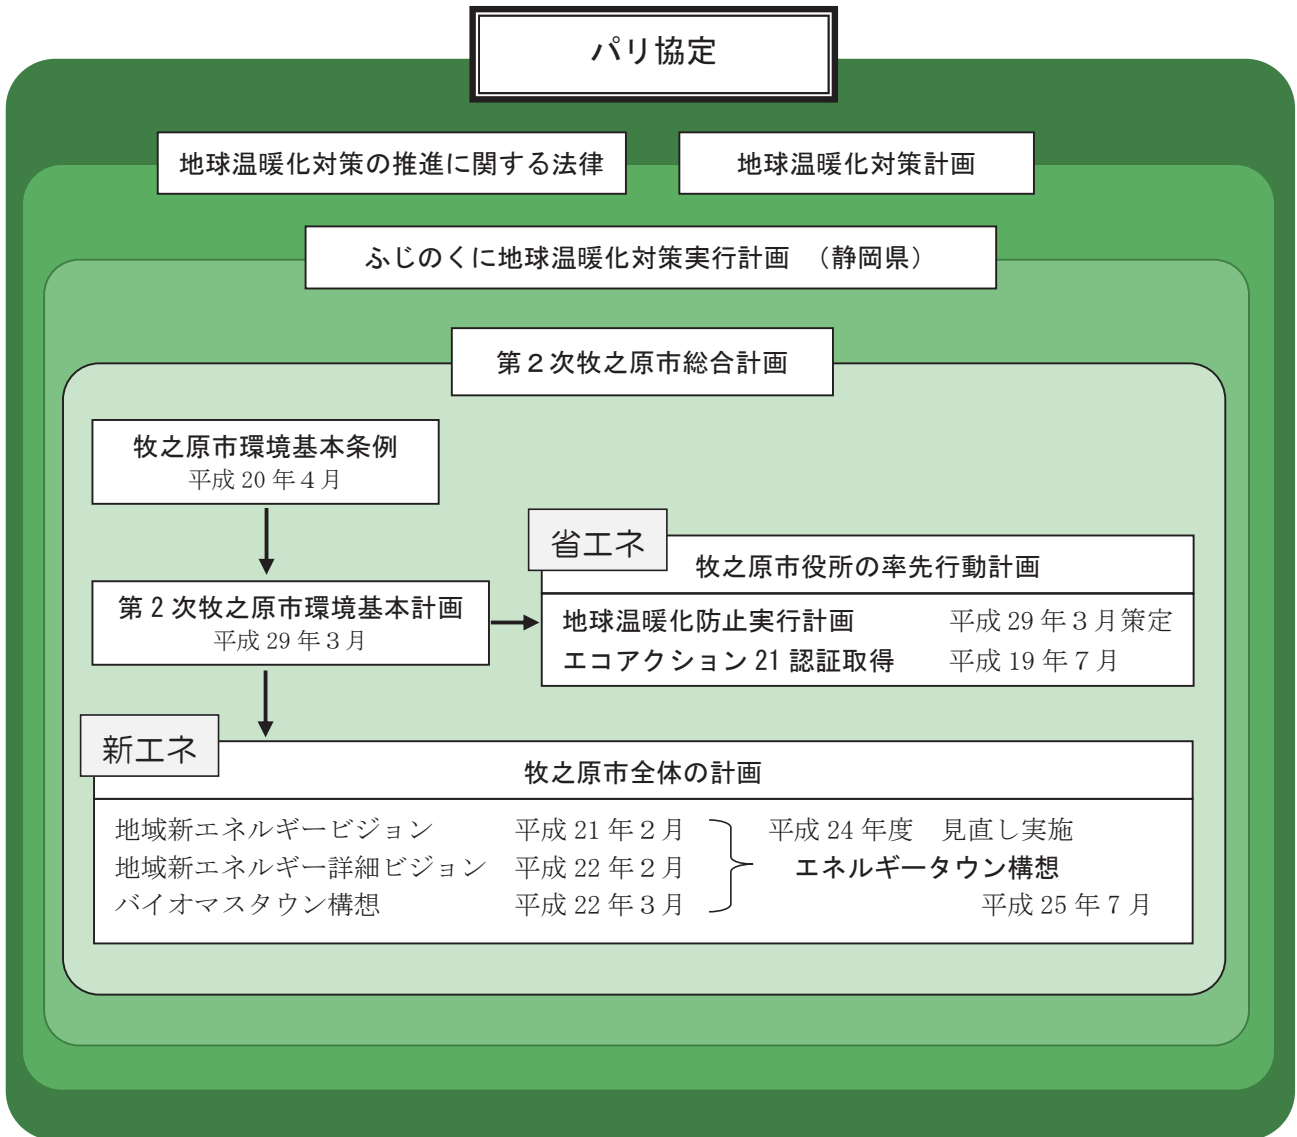 パリ協定
地球温暖化対策の推進に関する法律
地球温暖化対策計画
ふじのくに地球温暖化対策実行計画　（静岡県）
第２次牧之原市総合計画
牧之原市環境基本条例
平成 20 年４月
第２次牧之原市環境基本計画
平成 29 年３月
省エネ
牧之原市役所の率先行動計画
地球温暖化防止実行計画　平成 29 年３月策定
エコアクション 21 認証取得　平成 19 年７月
新エネ
牧之原市全体の計画
地域新エネルギービジョン　平成 21 年２月　平成 24 年度　見直し実施
地域新エネルギー詳細ビジョン　平成 22 年２月　エネルギータウン構想
バイオマスタウン構想　平成 22 年３月　平成 25 年７月